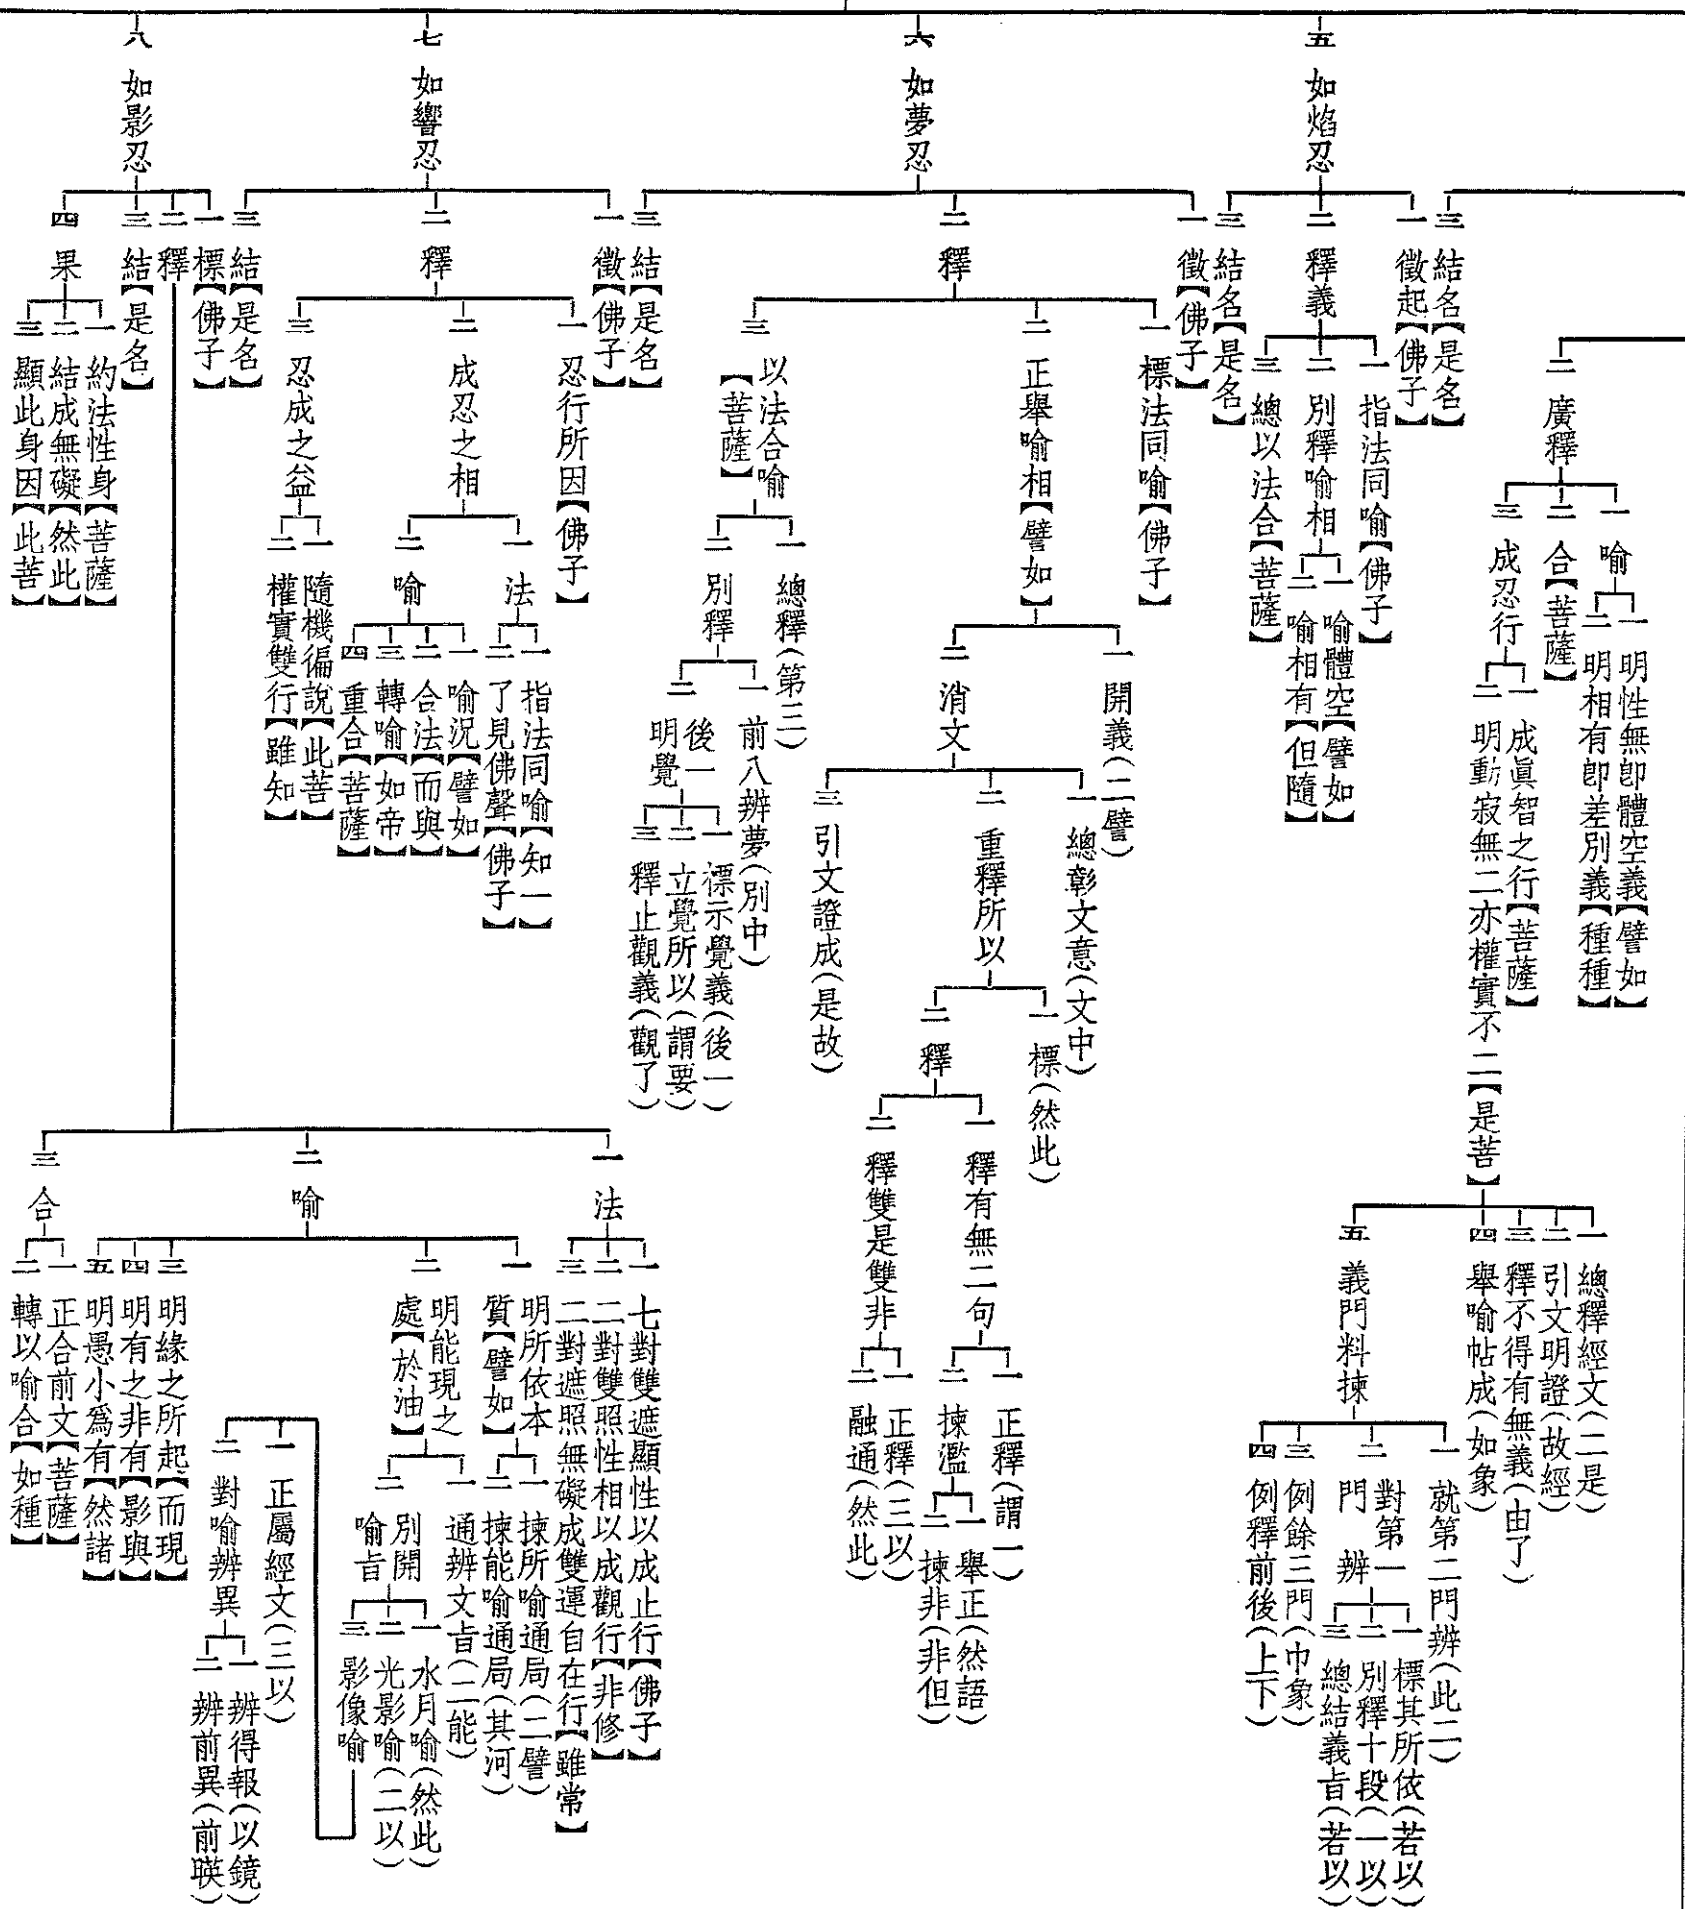 三 結名【是名】
二 廣釋
一 喻
一 明性無卽體空義【譬如】
二 明相有卽差別義【種種】
二 合【菩薩】
三 成忍行
一 成眞智之行【菩薩】
二 明動寂無二亦權實不二【是菩】
一 總釋經文(二是)
二 引文明證(故經)
三 釋不得有無義(由了)
四 舉喻帖成(如象)
五 義門料揀
一 就第二門辨(此二)
二 對第一門辨
一 標其所依(若以)
二 別釋十段(一以)
三 總結義旨(若以)
三 例餘三門(巾象)
四 例釋前後(上下)
五 如焰忍
一 徵起【佛子】
二 釋義
一 指法同喻【佛子】
二 別釋喻相
一 喻體空【譬如】
二 喻相有【但隨】
三 總以法合【菩薩】
三 結名【是名】
六 如夢忍
一 徵【佛子】
二 釋
一 標法同喻【佛子】
二 正舉喻相【譬如】
一 開義(二譬)
二 消文
一 總彰文意(文中)
二 重釋所以
一 標(然此)
二 釋
一 釋有無二句
一 正釋(謂一)
二 揀濫
一 舉正(然語)
二 揀非(非但)
二 釋雙是雙非
一 正釋(三以)
二 融通(然此)
三 引文證成(是故)
三 以法合喻【菩薩】
一 總釋(第三)
二 別釋
一 前八辨夢(別中)
二 後一明覺
一 標示覺義(後一)
二 立覺所以(謂要)
三 釋止觀義(觀了)
三 結【是名】
七 如響忍
一 徵【佛子】
二 釋
一 忍行所因【佛子】
二 成忍之相
一 法
一 指法同喻【知一】
二 了見佛聲【佛子】
二 喻
一 喻況【譬如】
二 合法【而與】
三 轉喻【如帝】
四 重合【菩薩】
三 忍成之益
一 隨機徧說【此菩】
二 權實雙行【雖知】
三 結【是名】
八 如影忍
一 標【佛子】
二 釋
一 法
一 七對雙遮顯性以成止行【佛子】
二 二對雙照性相以成觀行【非修】
三 二對遮照無礙成雙運自在行【雖常】
二 喻
一 明所依本質【譬如】
一 揀所喻通局(二譬)
二 揀能喻通局(其河)
二 明能現之處【於油】
一 通辨文旨(二能)
二 別開喻旨
一 水月喻(然此)
二 光影喻(二以)
三 影像喻
一 正屬經文(三以)
二 對喻辨異
一 辨得報(以鏡)
二 辨前異(前暎)
三 明緣之所起【而現】
四 明有之非有【影與】
五 明愚小爲有【然諸】
三 合
一 正合前文【菩薩】
二 轉以喻合【如種】
三 結【是名】
四 果
一 約法性身【菩薩】
二 結成無礙【然此】
三 顯此身因【此菩】